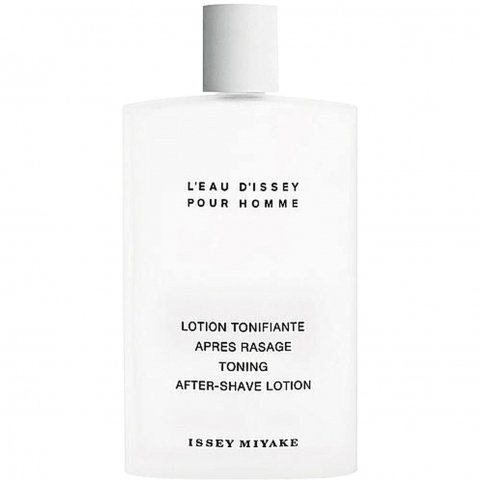 L'EAU D'ISSEY
POUR HOMME
LOTION TONIFIANTE
APRES RASAGE
TONING
AFTER-SHAVE LOTION
ISSEY MIYAKE